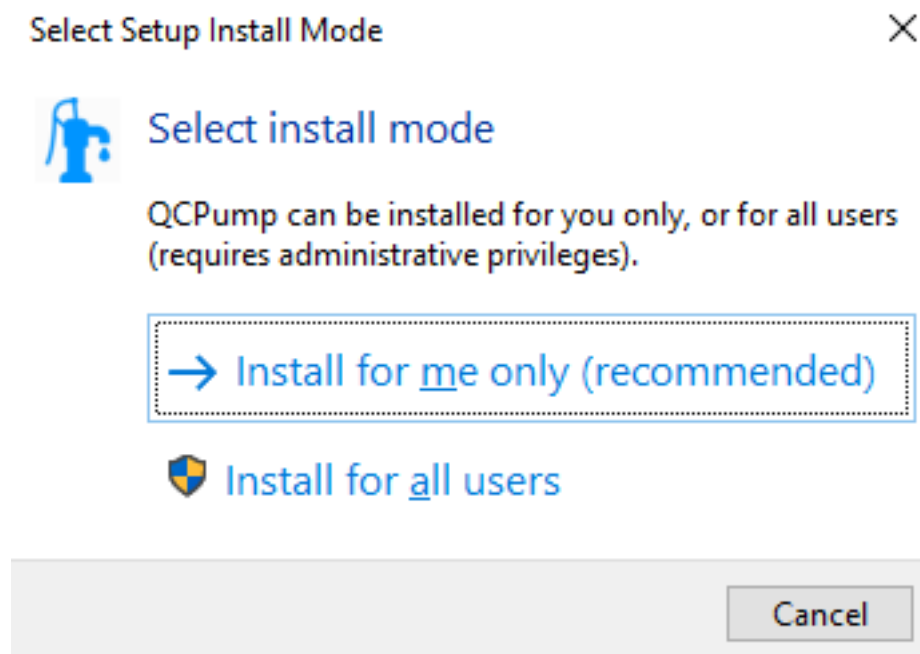 Select Setup Install Mode
Select install mode
QCPump can be installed for you only, or for all users
(requires administrative privileges).
Install for me only (recommended)
Install for all users
Cancel